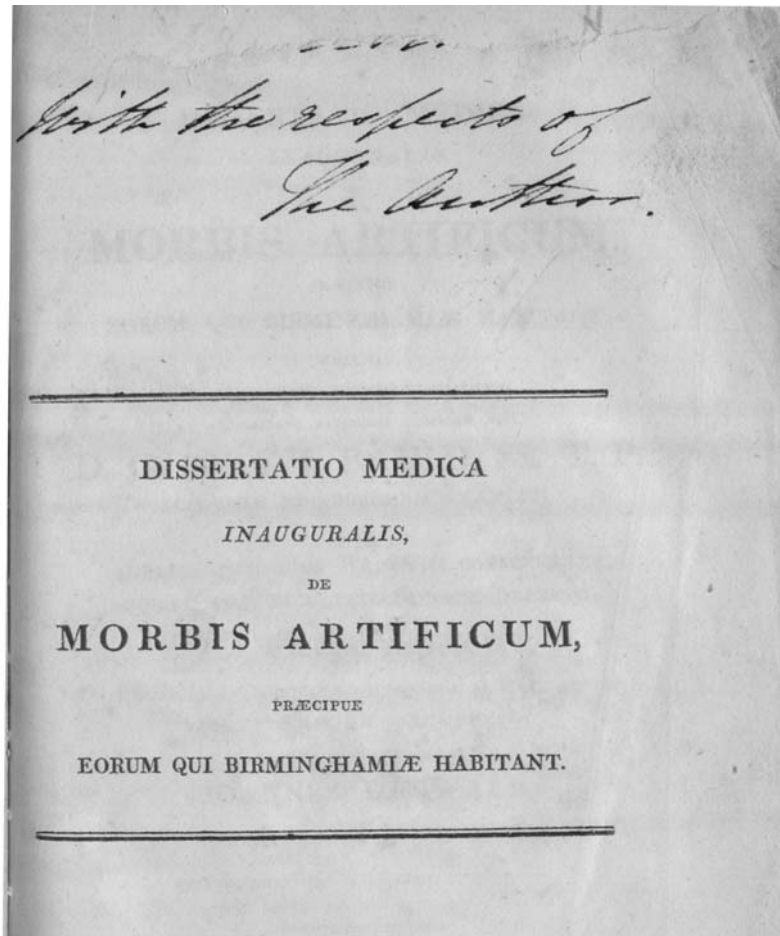 With the respects of
The Author.
DISSERTATIO MEDICA
INAUGURALIS,
DE
MORBIS ARTIFICUM,
PRÆCIPUE
EORUM QUI BIRMINGHAMIÆ HABITANT.